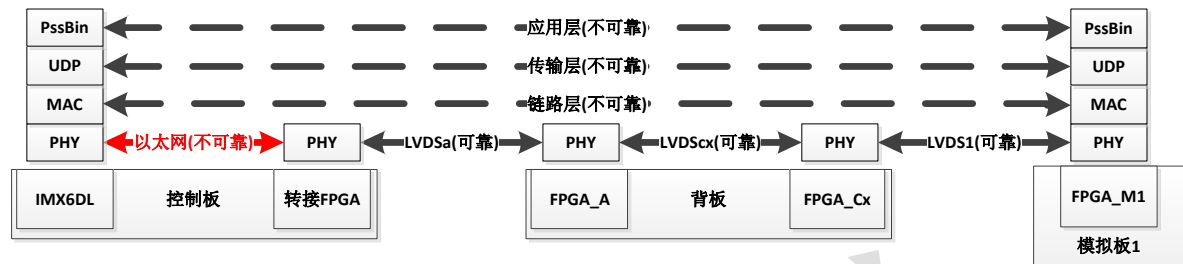 PssBin 应用层(不可靠) PssBin
UDP 传输层(不可靠) UDP
MAC 链路层(不可靠) MAC
PHY 以太网(不可靠) PHY LVDSa(可靠) PHY LVDScx(可靠) PHY LVDS1(可靠) PHY
IMX6DL 控制板 转接FPGA FPGA_A 背板 FPGA_Cx FPGA_M1
模拟板1